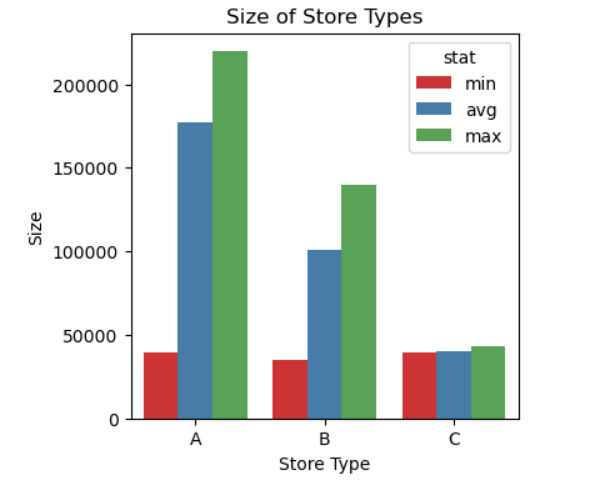 Size of Store Types
stat
min
avg
max
200000
150000
100000
50000
0
Size
A B C
Store Type